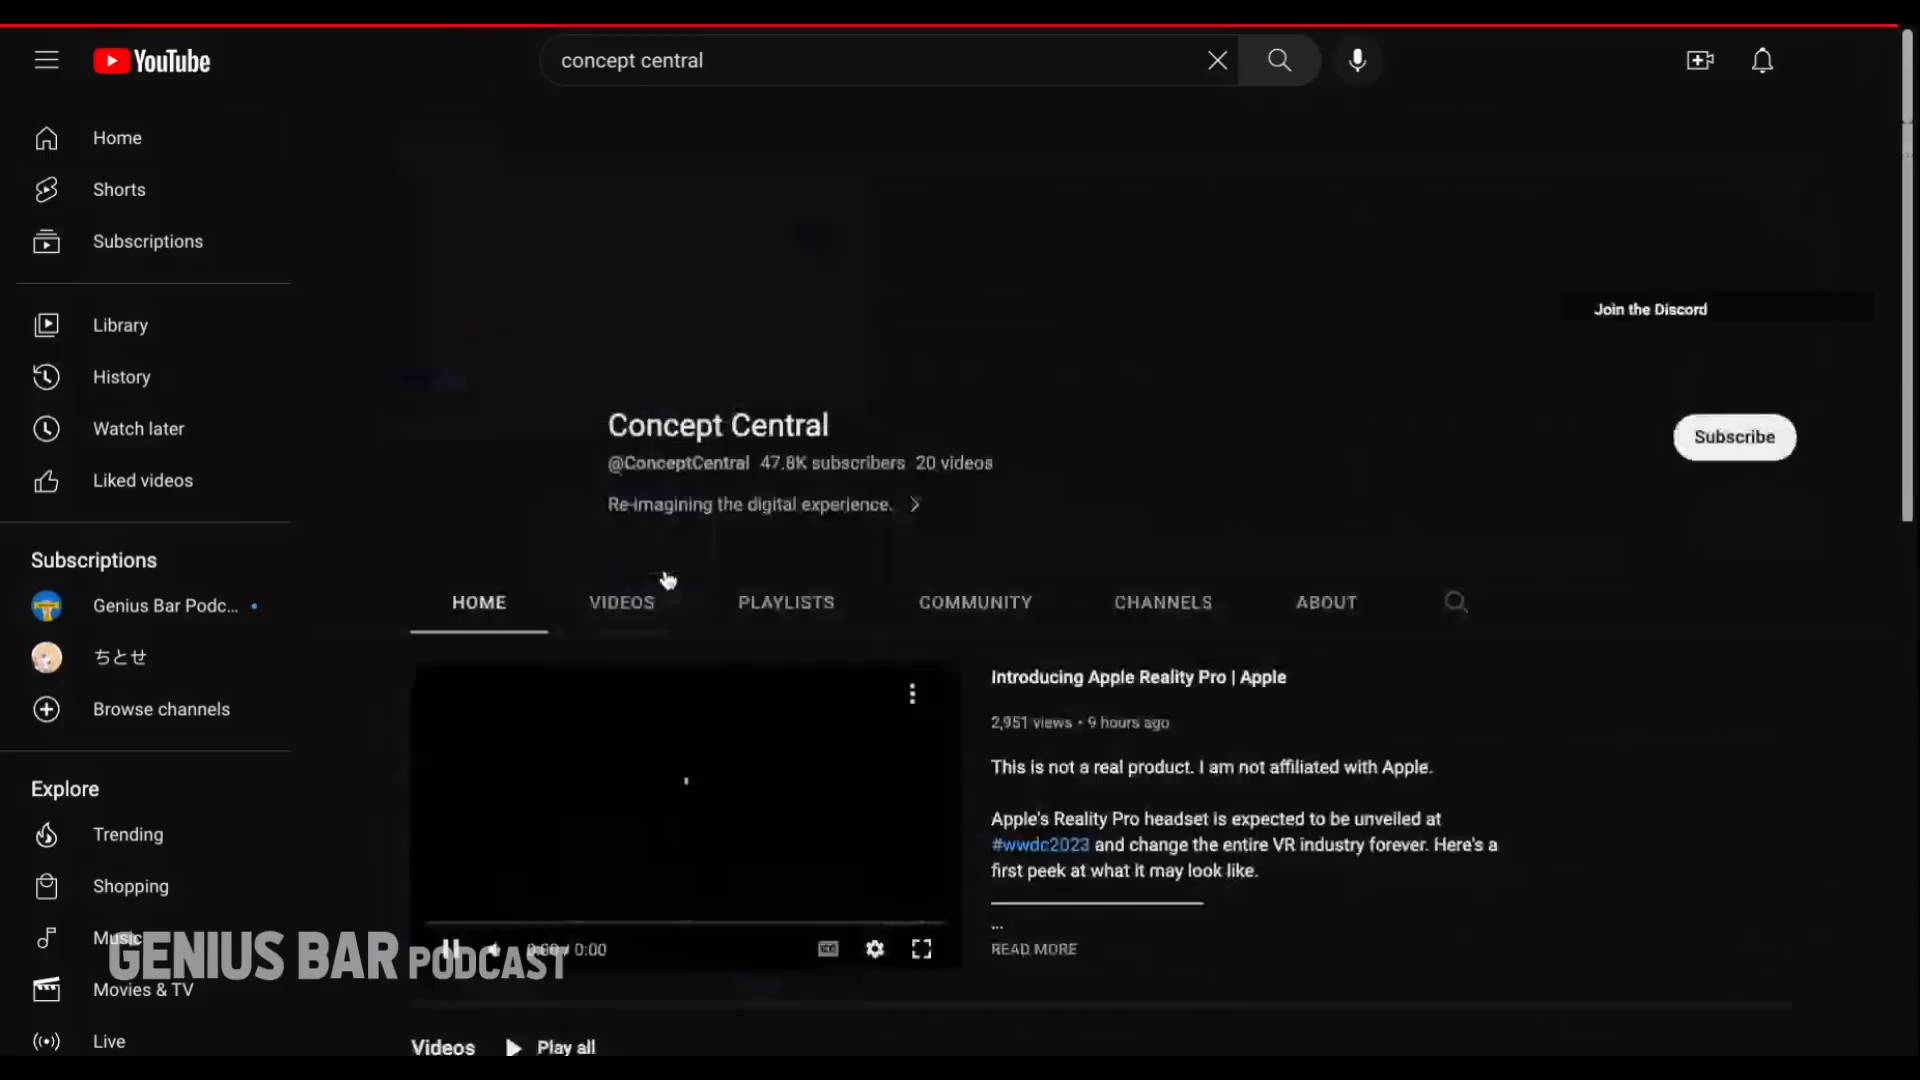 YouTube
concept central
Home
Shorts
Subscriptions
Library
History
Watch later
Liked videos
Subscriptions
Genius Bar Podc...
ちとせ
Browse channels
Explore
Trending
Shopping
Music
Movies & TV
Live
Join the Discord
Concept Central
@ConceptCentral 47.8K subscribers 20 videos
Re-imagining the digital experience.
Subscribe
HOME VIDEOS PLAYLISTS COMMUNITY CHANNELS ABOUT
0:00 / 0:00
Introducing Apple Reality Pro | Apple
2,951 views • 9 hours ago
This is not a real product. I am not affiliated with Apple.
Apple's Reality Pro headset is expected to be unveiled at
#wwdc2023 and change the entire VR industry forever. Here's a
first peek at what it may look like.
...
READ MORE
Videos Play all
GENIUS BAR PODCAST